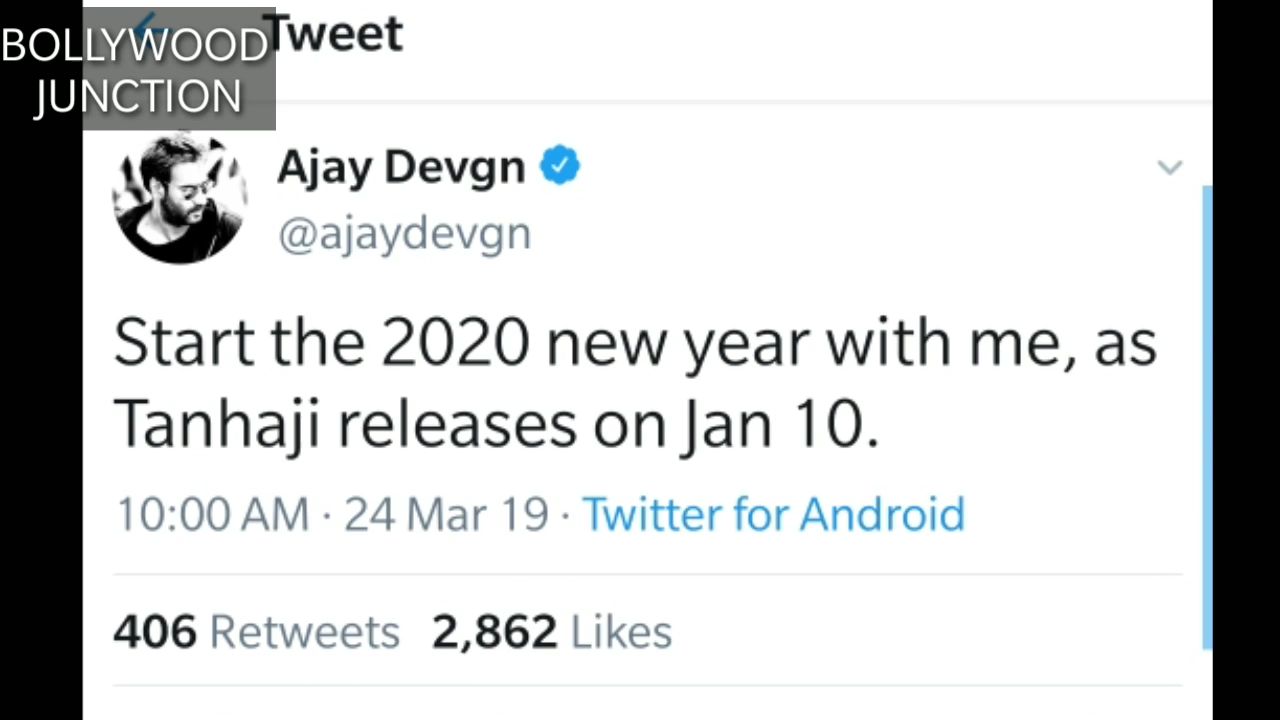 BOLLYWOOD
JUNCTION
Tweet
Ajay Devgn
@ajaydevgn
Start the 2020 new year with me, as
Tanhaji releases on Jan 10.
10:00 AM · 24 Mar 19 · Twitter for Android
406 Retweets 2,862 Likes